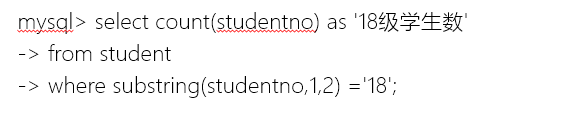 mysql> select count(studentno) as '18级学生数'
-> from student
-> where substring(studentno,1,2) ='18';